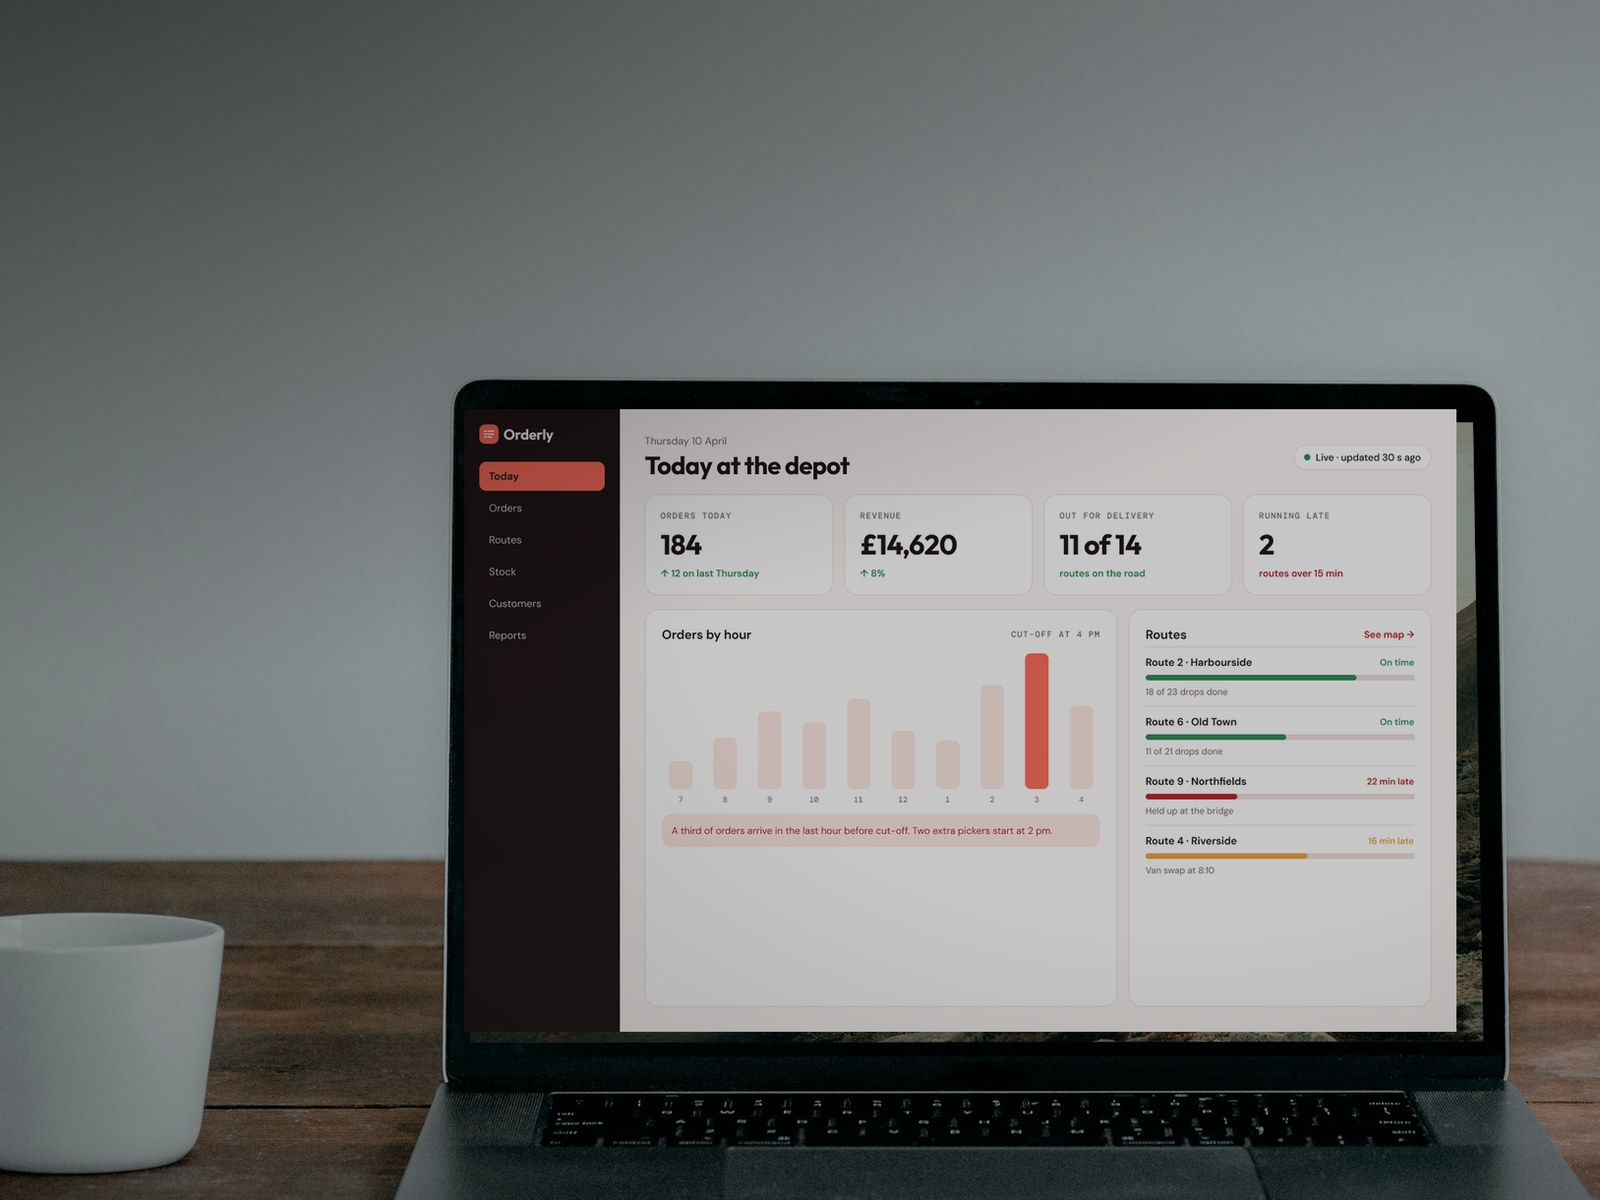 Orderly
Today
Orders
Routes
Stock
Customers
Reports
Thursday 10 April
Today at the depot
Live · updated 30 s ago
ORDERS TODAY
184
↑ 12 on last Thursday
REVENUE
£14,620
↑ 8%
OUT FOR DELIVERY
11 of 14
routes on the road
RUNNING LATE
2
routes over 15 min
Orders by hour
CUT-OFF AT 4 PM
7 8 9 10 11 12 1 2 3 4
A third of orders arrive in the last hour before cut-off. Two extra pickers start at 2 pm.
Routes
See map →
Route 2 · Harbourside
On time
18 of 23 drops done
Route 6 · Old Town
On time
11 of 21 drops done
Route 9 · Northfields
22 min late
Held up at the bridge
Route 4 · Riverside
16 min late
Van swap at 8:10
delete
return